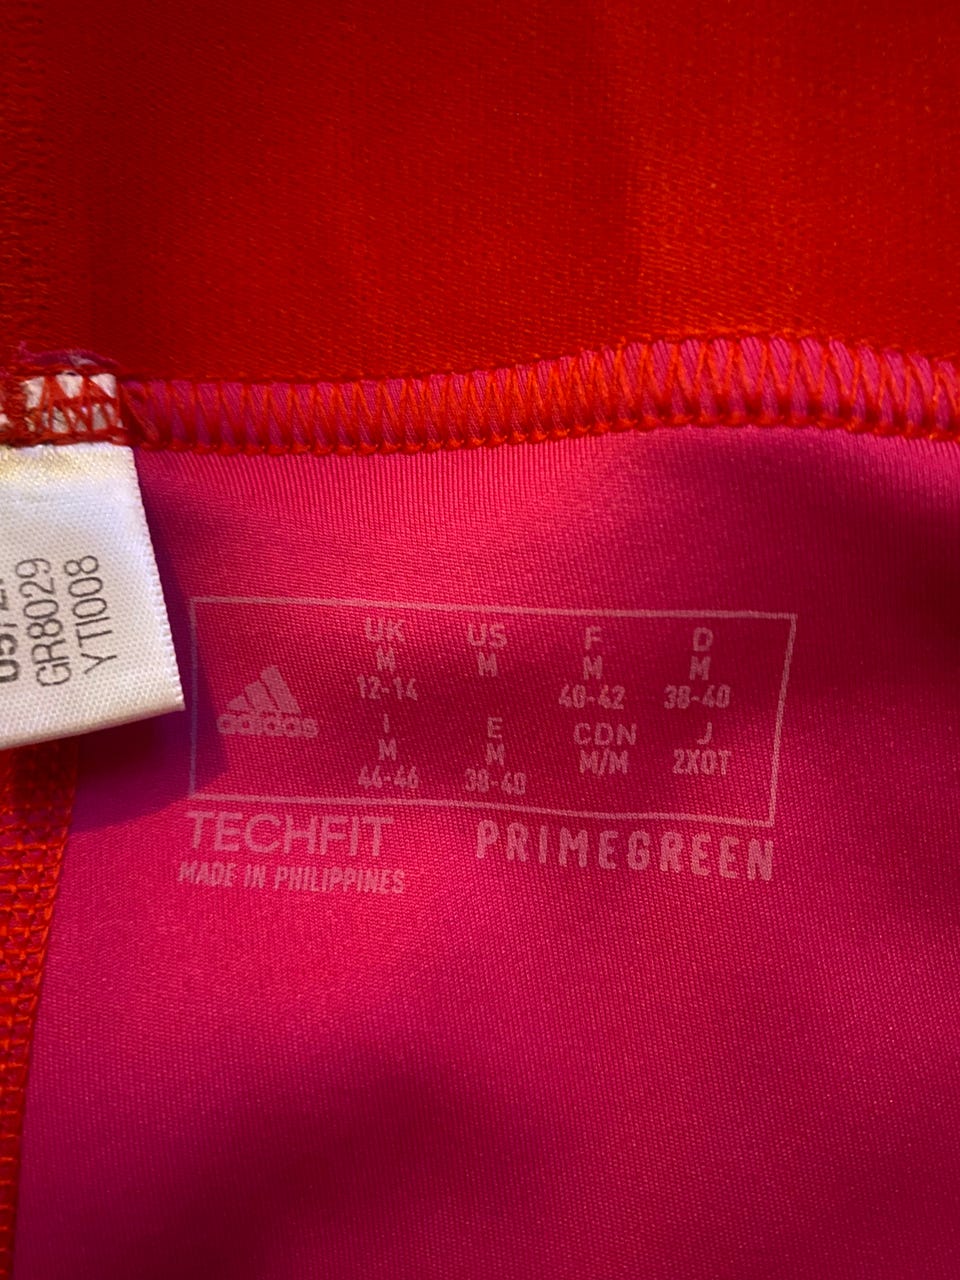 GR8029
YTI008
adidas
UK US F D
M M M M
12-14 40-42 38-40
I E CDN J
M M M/M 2XOT
44-46 38-40
TECHFIT PRIMEGREEN
MADE IN PHILIPPINES